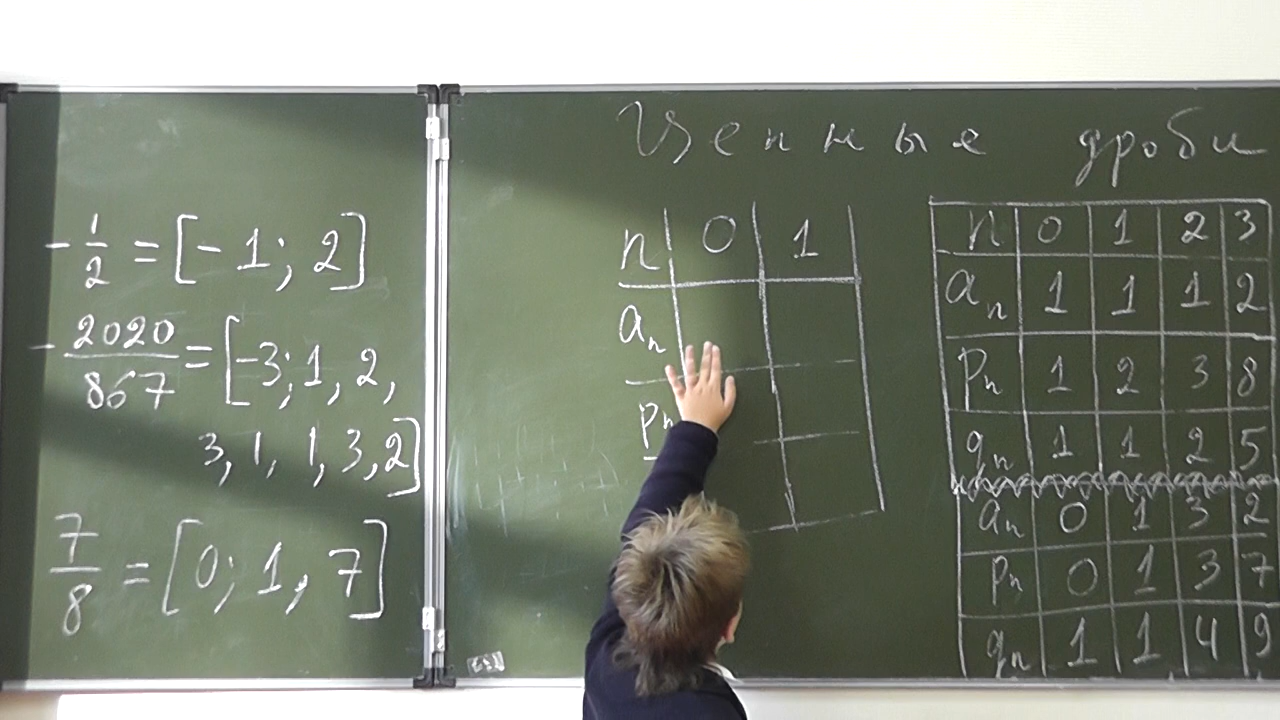 Цепные дроби
- 1/2 = [-1; 2]
- 2020/867 = [-3; 1, 2,
3, 1, 1, 3, 2]
7/8 = [0; 1, 7]
n 0 1
aₙ
pₙ
n 0 1 2 3
aₙ 1 1 1 2
pₙ 1 2 3 8
qₙ 1 1 2 5
aₙ 0 1 3 2
pₙ 0 1 3 7
qₙ 1 1 4 9